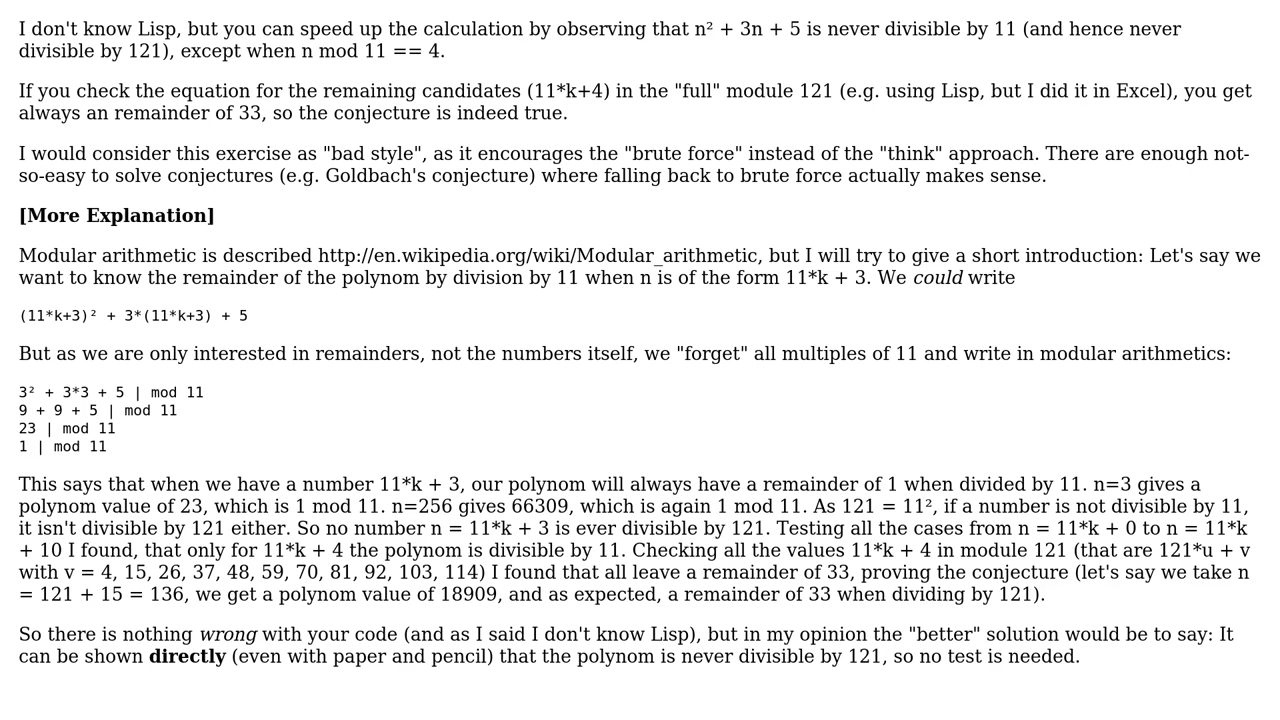 I don't know Lisp, but you can speed up the calculation by observing that n² + 3n + 5 is never divisible by 11 (and hence never
divisible by 121), except when n mod 11 == 4.
If you check the equation for the remaining candidates (11*k+4) in the "full" module 121 (e.g. using Lisp, but I did it in Excel), you get
always an remainder of 33, so the conjecture is indeed true.
I would consider this exercise as "bad style", as it encourages the "brute force" instead of the "think" approach. There are enough not-
so-easy to solve conjectures (e.g. Goldbach's conjecture) where falling back to brute force actually makes sense.
[More Explanation]
Modular arithmetic is described http://en.wikipedia.org/wiki/Modular_arithmetic, but I will try to give a short introduction: Let's say we
want to know the remainder of the polynom by division by 11 when n is of the form 11*k + 3. We could write
(11*k+3)² + 3*(11*k+3) + 5
But as we are only interested in remainders, not the numbers itself, we "forget" all multiples of 11 and write in modular arithmetics:
3² + 3*3 + 5 | mod 11
9 + 9 + 5 | mod 11
23 | mod 11
1 | mod 11
This says that when we have a number 11*k + 3, our polynom will always have a remainder of 1 when divided by 11. n=3 gives a
polynom value of 23, which is 1 mod 11. n=256 gives 66309, which is again 1 mod 11. As 121 = 11², if a number is not divisible by 11,
it isn't divisible by 121 either. So no number n = 11*k + 3 is ever divisible by 121. Testing all the cases from n = 11*k + 0 to n = 11*k
+ 10 I found, that only for 11*k + 4 the polynom is divisible by 11. Checking all the values 11*k + 4 in module 121 (that are 121*u + v
with v = 4, 15, 26, 37, 48, 59, 70, 81, 92, 103, 114) I found that all leave a remainder of 33, proving the conjecture (let's say we take n
= 121 + 15 = 136, we get a polynom value of 18909, and as expected, a remainder of 33 when dividing by 121).
So there is nothing wrong with your code (and as I said I don't know Lisp), but in my opinion the "better" solution would be to say: It
can be shown directly (even with paper and pencil) that the polynom is never divisible by 121, so no test is needed.